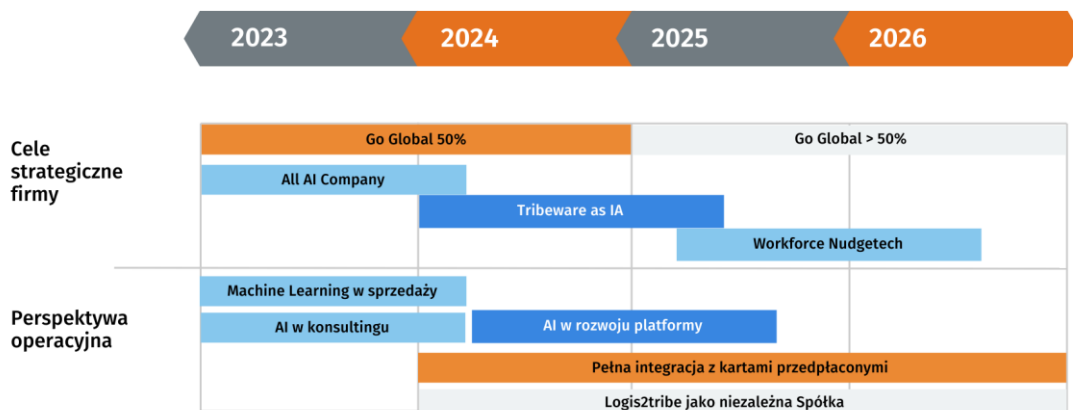 2023
2024
2025
2026
Cele
strategiczne
firmy
Go Global 50%
Go Global > 50%
All AI Company
Tribeware as IA
Workforce Nudgetech
Perspektywa
operacyjna
Machine Learning w sprzedaży
AI w konsultingu
AI w rozwoju platformy
Pełna integracja z kartami przedpłaconymi
Logis2tribe jako niezależna Spółka